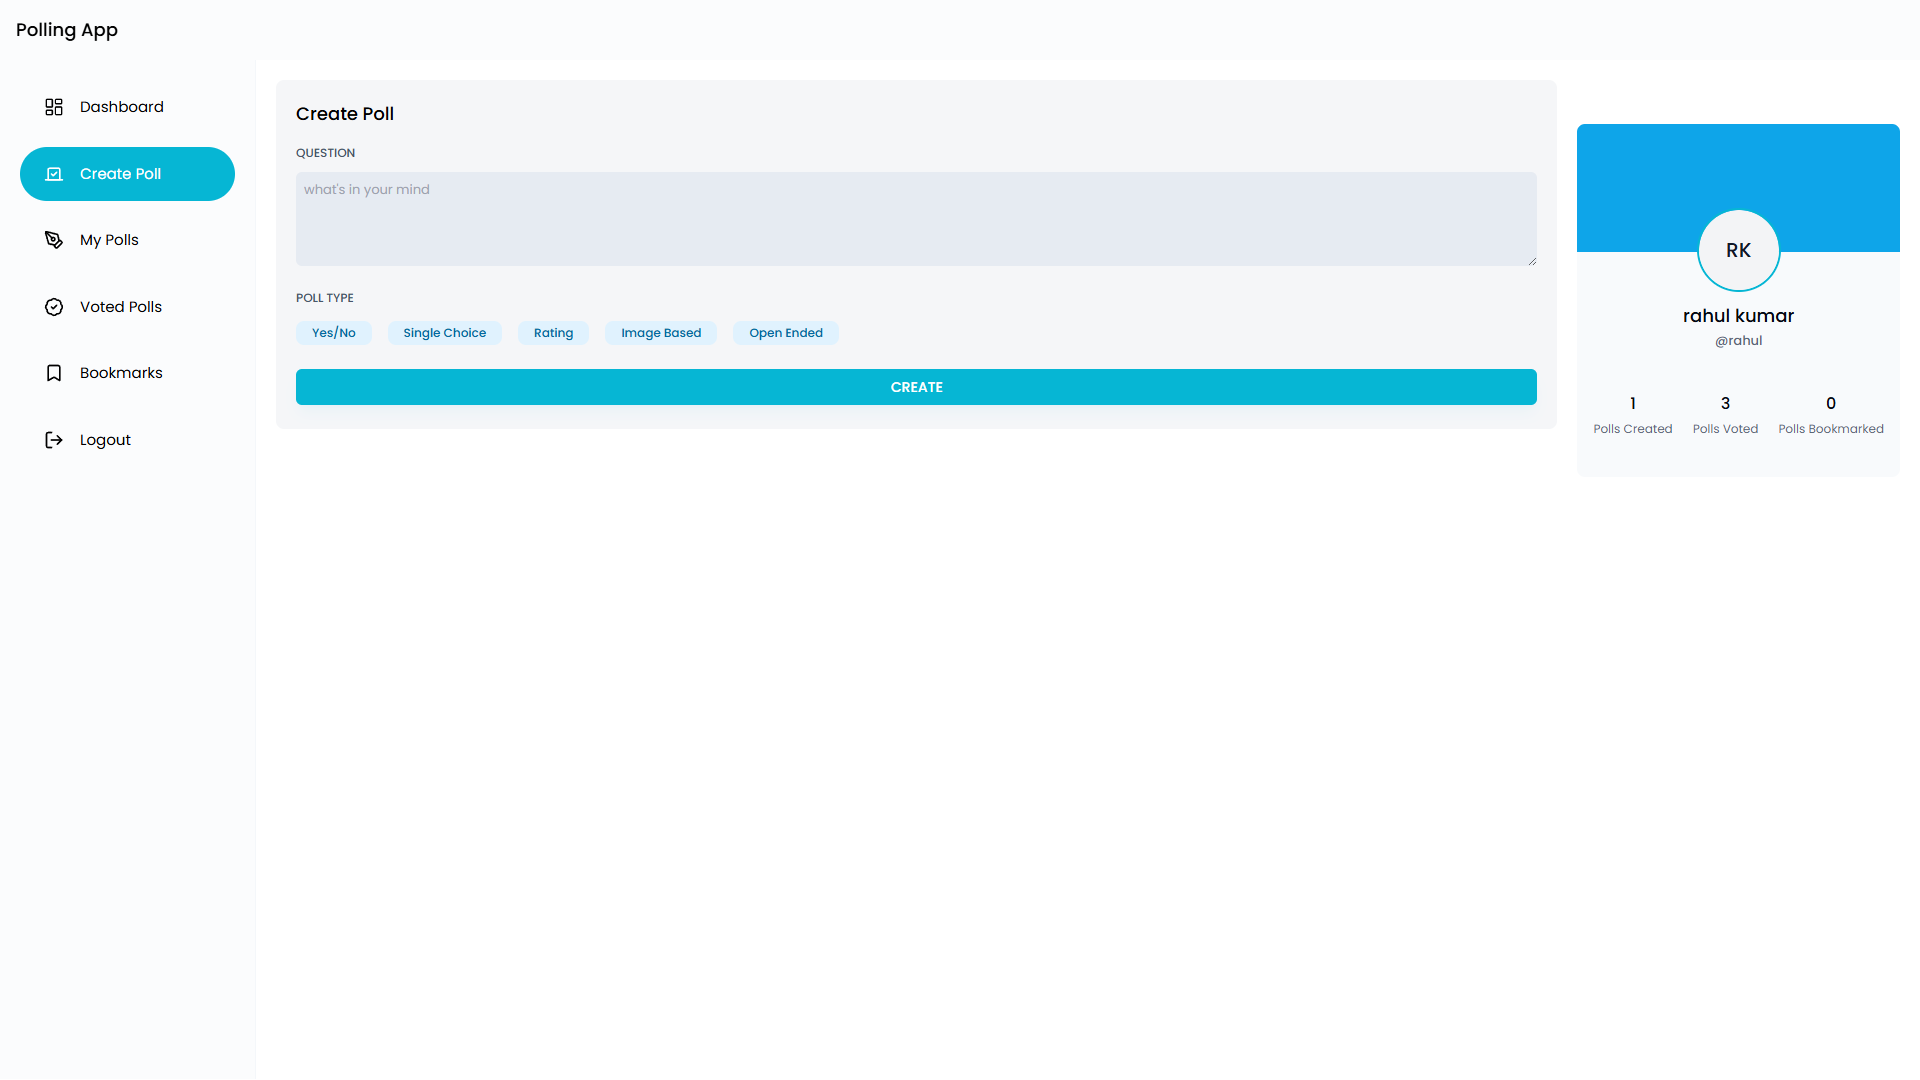 Polling App
Dashboard
Create Poll
My Polls
Voted Polls
Bookmarks
Logout
Create Poll
QUESTION
what's in your mind
POLL TYPE
Yes/No Single Choice Rating Image Based Open Ended
CREATE
RK
rahul kumar
@rahul
1 3 0
Polls Created Polls Voted Polls Bookmarked